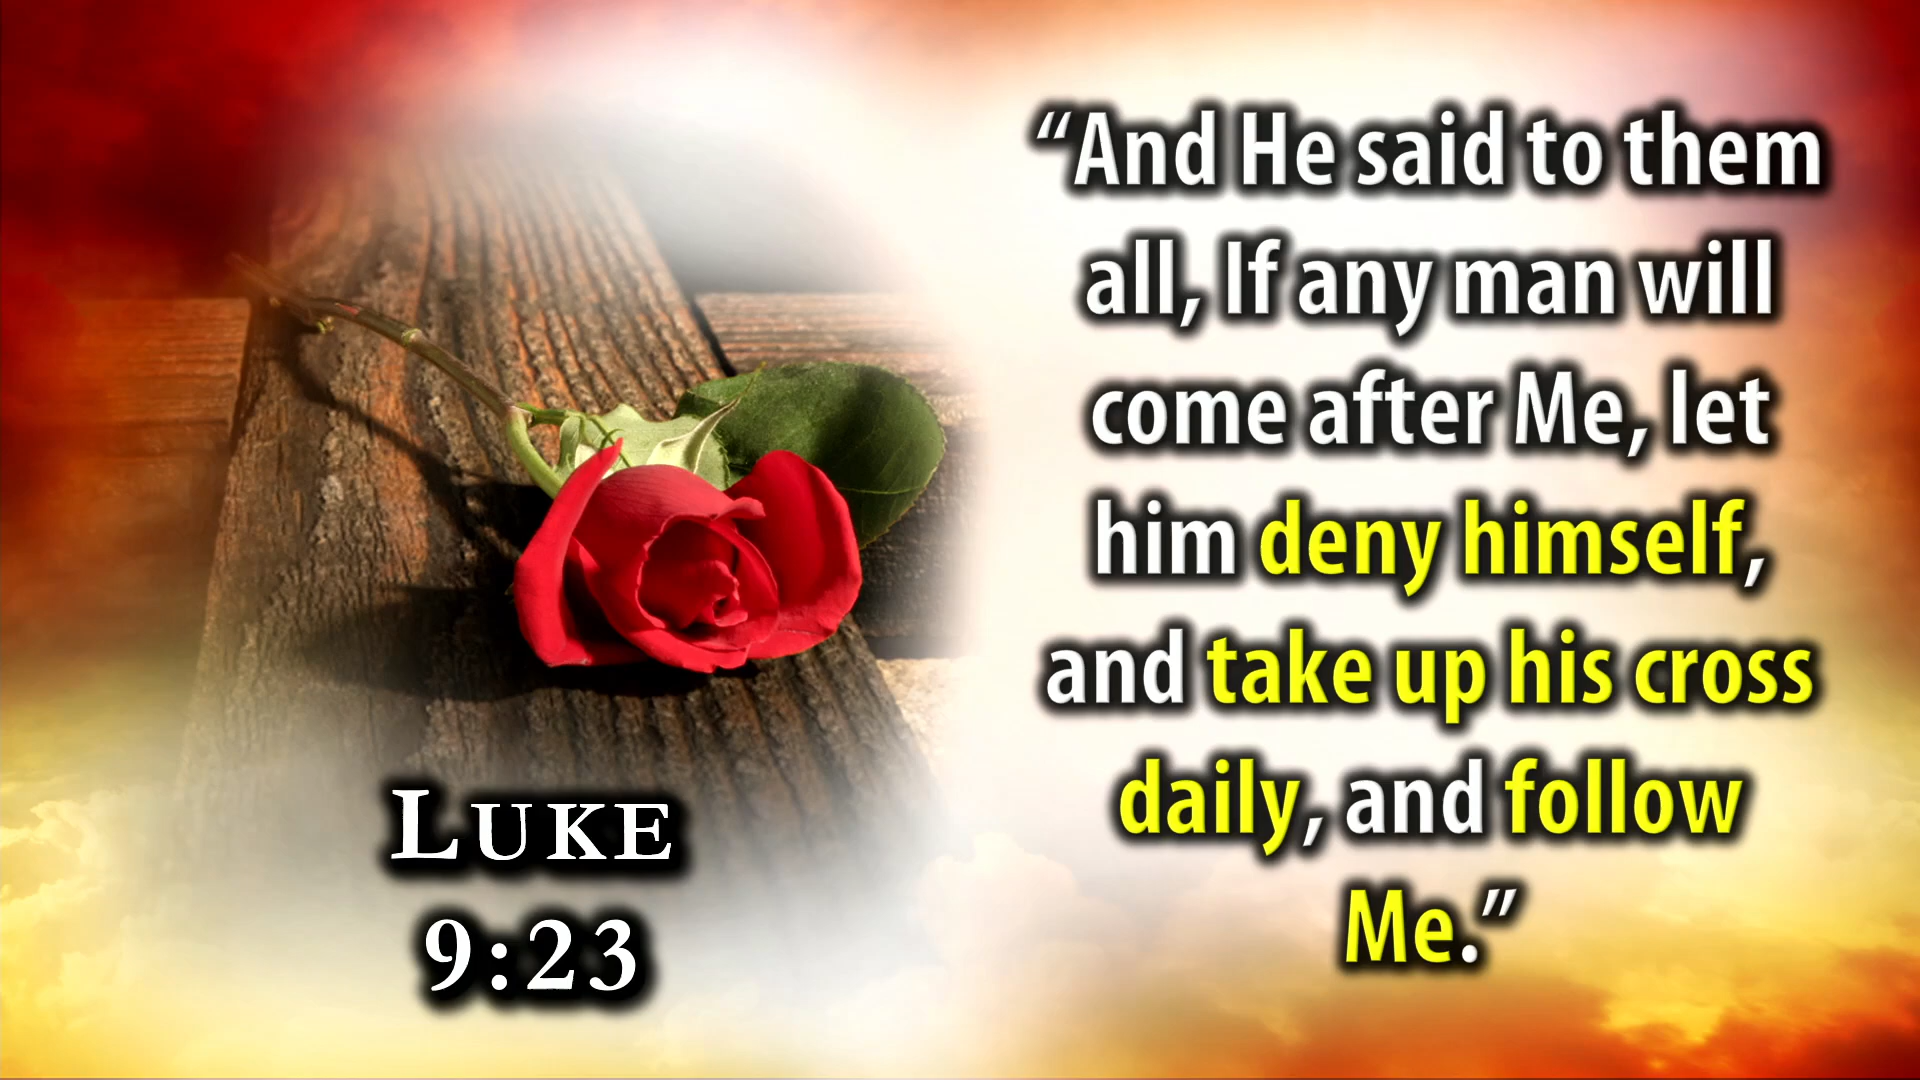 “And He said to them
all, If any man will
come after Me, let
him deny himself,
and take up his cross
daily, and follow
Me.”
LUKE
9:23